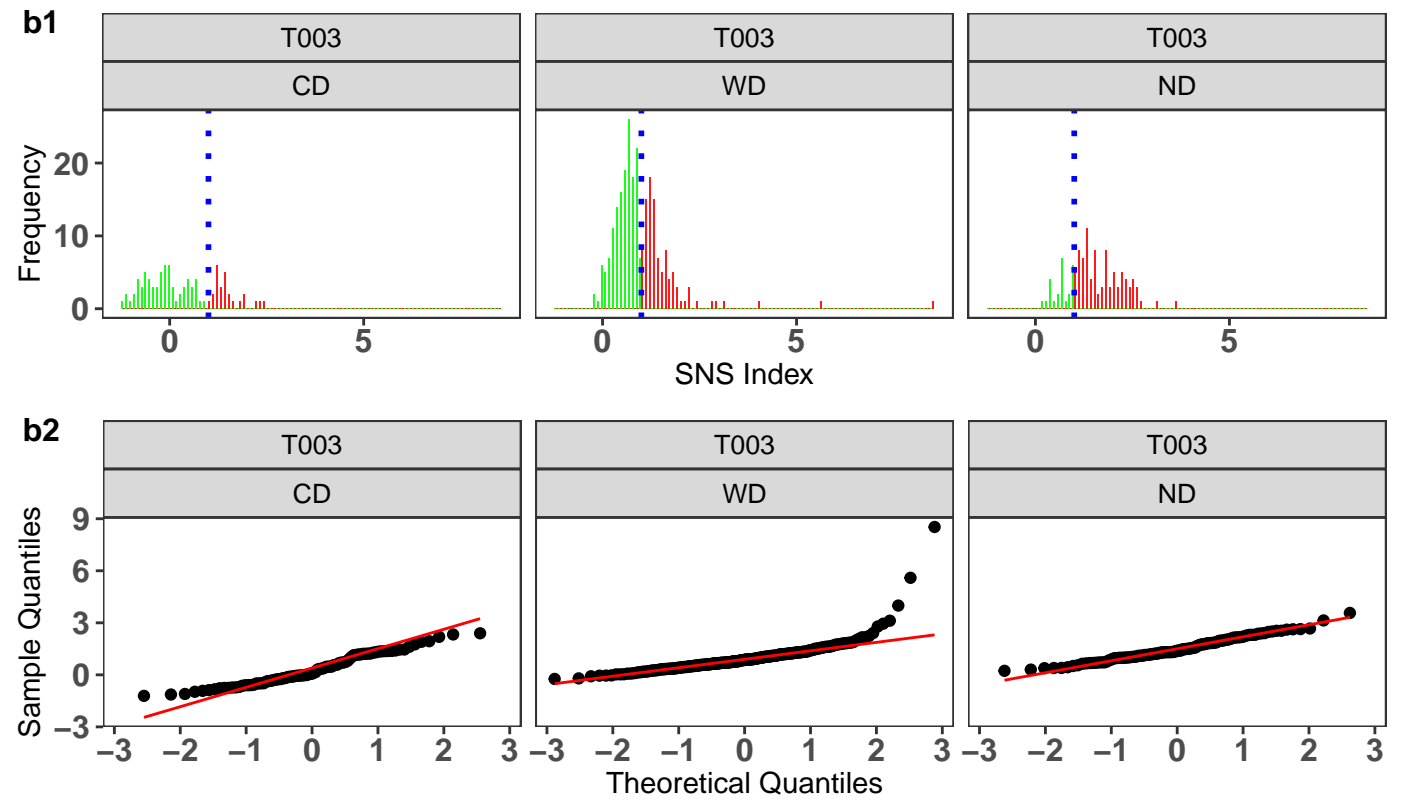 b1
T003 T003 T003
CD WD ND
Frequency
20
10
0
0 5 0 5 0 5
SNS Index
b2
T003 T003 T003
CD WD ND
Sample Quantiles
9
6
3
0
−3
−3 −2 −1 0 1 2 3 −3 −2 −1 0 1 2 3 −3 −2 −1 0 1 2 3
Theoretical Quantiles